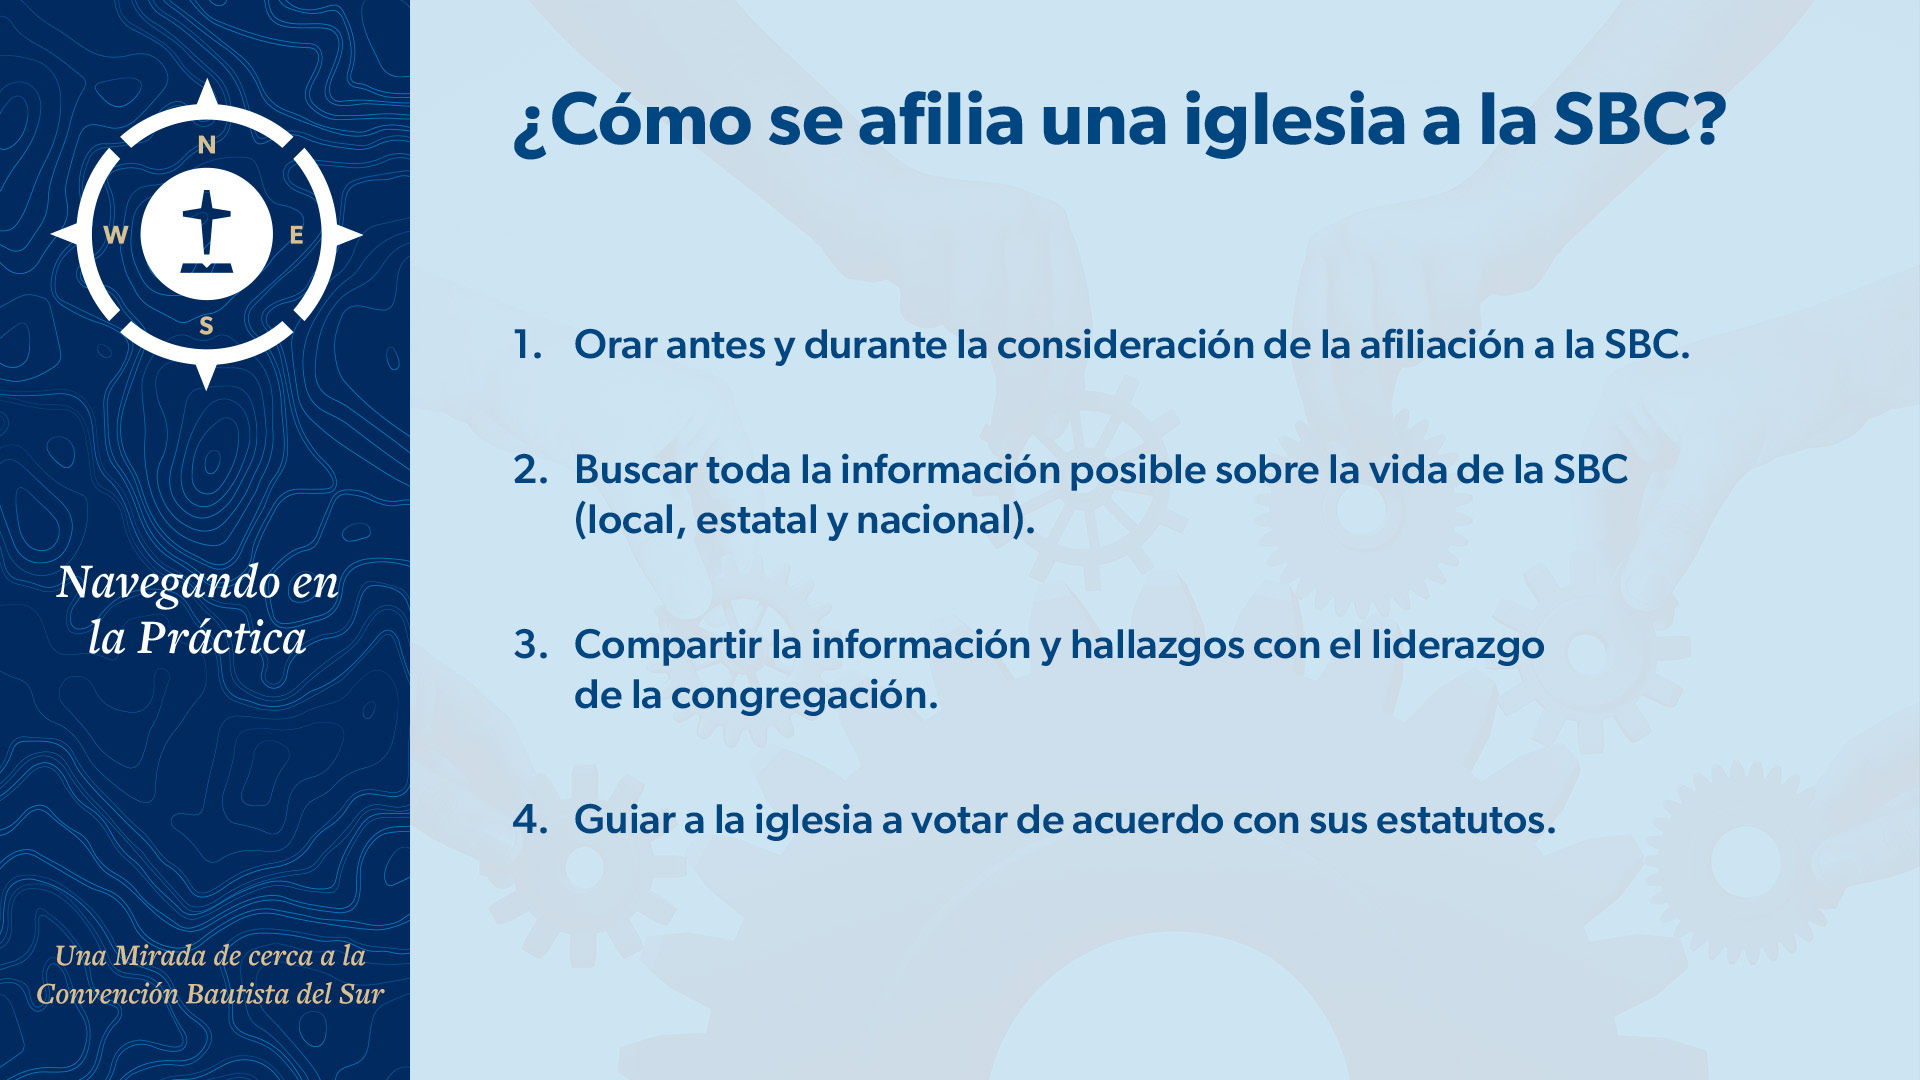 N
W
E
S
Navegando en
la Práctica
Una Mirada de cerca a la
Convención Bautista del Sur
¿Cómo se afilia una iglesia a la SBC?
1. Orar antes y durante la consideración de la afiliación a la SBC.
2. Buscar toda la información posible sobre la vida de la SBC
(local, estatal y nacional).
3. Compartir la información y hallazgos con el liderazgo
de la congregación.
4. Guiar a la iglesia a votar de acuerdo con sus estatutos.